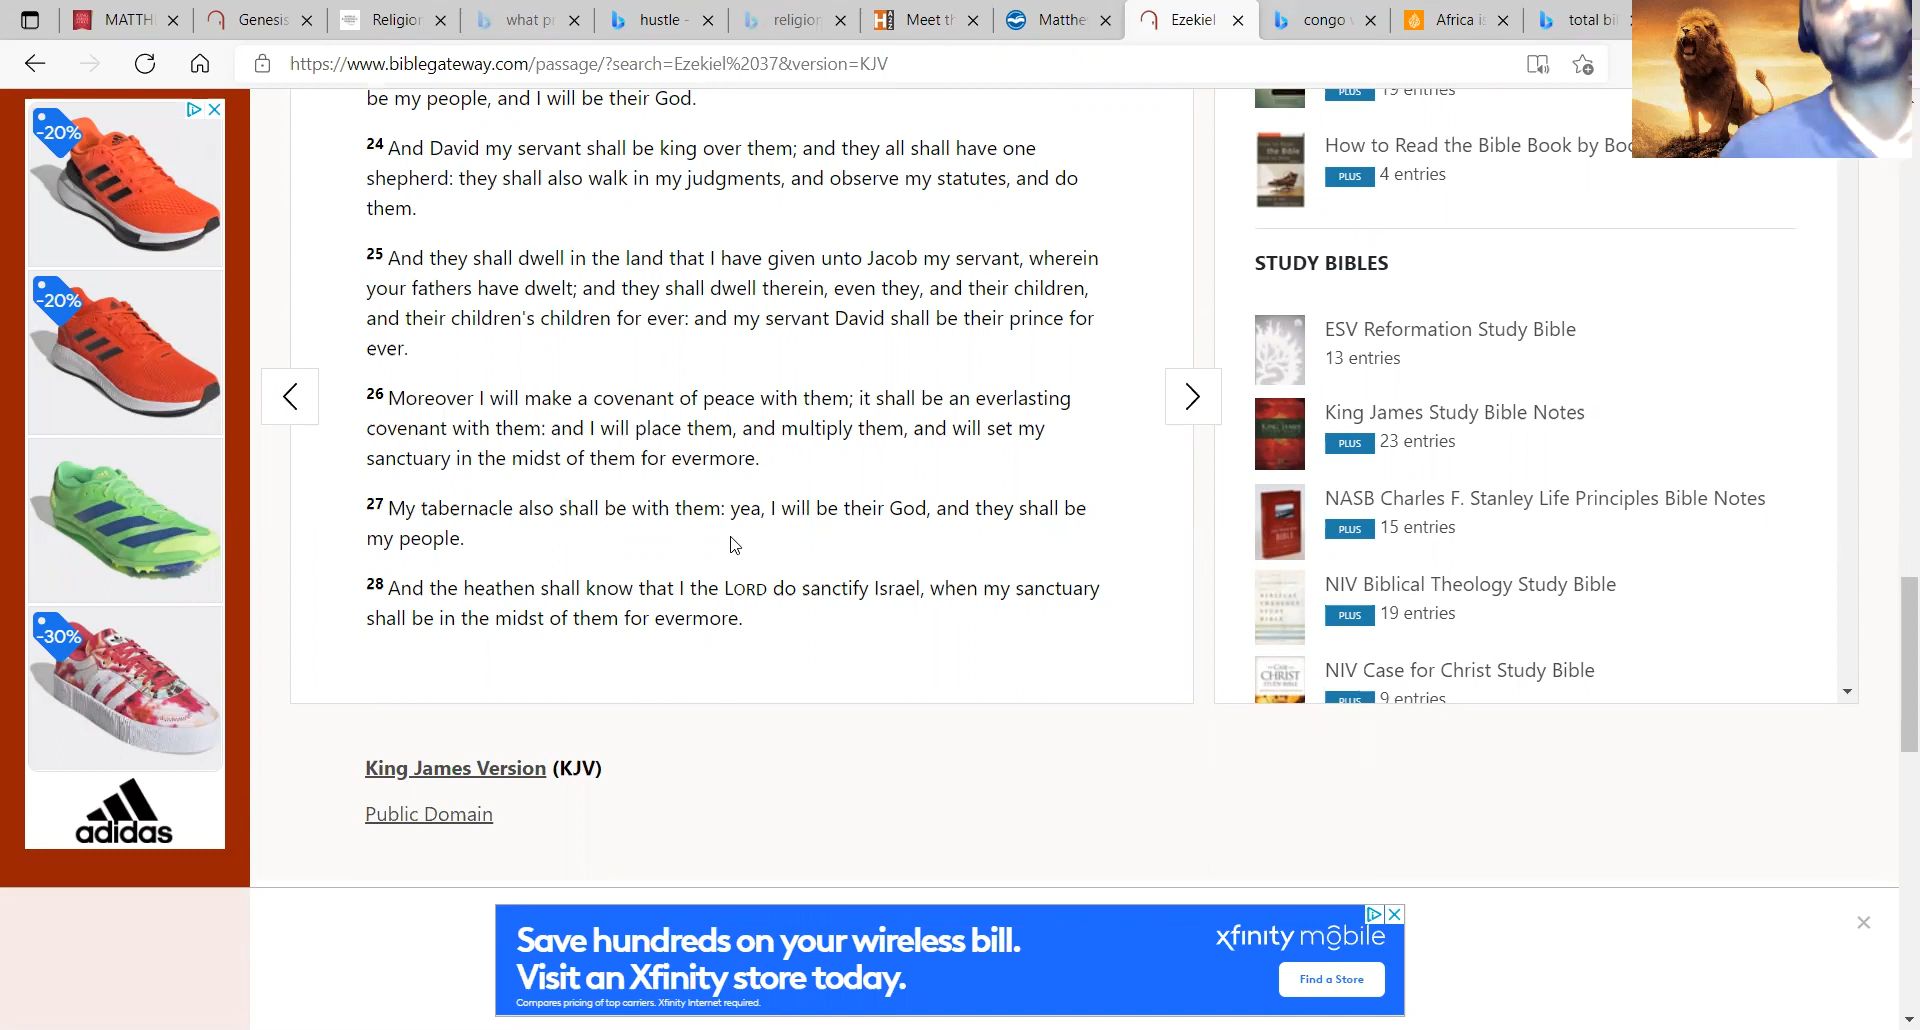 MATTH
Genesis
Religion
what pr
hustle -
religion
Meet th
Matthe
Ezekiel
congo
Africa is
total bil
https://www.biblegateway.com/passage/?search=Ezekiel%2037&version=KJV
be my people, and I will be their God.
24 And David my servant shall be king over them; and they all shall have one
shepherd: they shall also walk in my judgments, and observe my statutes, and do
them.
25 And they shall dwell in the land that I have given unto Jacob my servant, wherein
your fathers have dwelt; and they shall dwell therein, even they, and their children,
and their children's children for ever: and my servant David shall be their prince for
ever.
26 Moreover I will make a covenant of peace with them; it shall be an everlasting
covenant with them: and I will place them, and multiply them, and will set my
sanctuary in the midst of them for evermore.
27 My tabernacle also shall be with them: yea, I will be their God, and they shall be
my people.
28 And the heathen shall know that I the LORD do sanctify Israel, when my sanctuary
shall be in the midst of them for evermore.
King James Version (KJV)
Public Domain
PLUS 19 entries
How to Read the Bible Book by Boo
PLUS 4 entries
STUDY BIBLES
ESV Reformation Study Bible
13 entries
King James Study Bible Notes
PLUS 23 entries
NASB Charles F. Stanley Life Principles Bible Notes
PLUS 15 entries
NIV Biblical Theology Study Bible
PLUS 19 entries
NIV Case for Christ Study Bible
PLUS 9 entries
-20%
-20%
-30%
adidas
Save hundreds on your wireless bill.
Visit an Xfinity store today.
Compares pricing of top carriers. Xfinity Internet required.
xfinity mobile
Find a Store